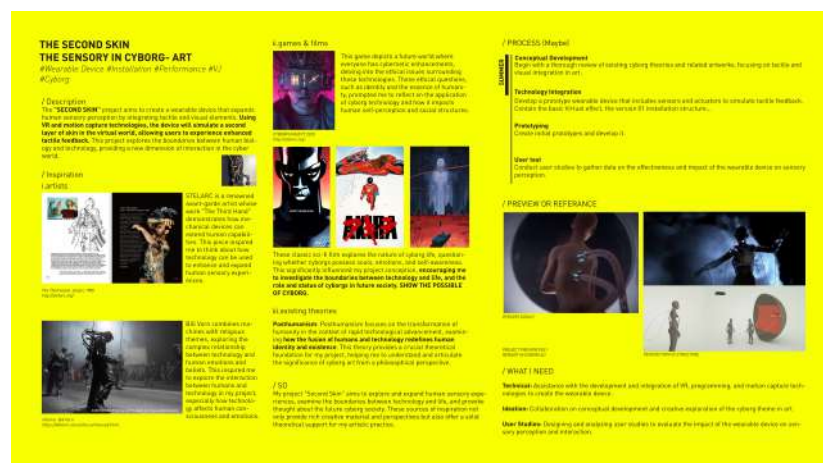 THE SECOND SKIN
THE SENSORY IN CYBORG- ART
#Wearable Device #Installation #Performance #VJ
#Cyborg
/ Description
The "SECOND SKIN" project aims to create a wearable device that expands
human sensory perception by integrating tactile and visual elements. Using
VR and motion capture technologies, the device will simulate a second
layer of skin in the virtual world, allowing users to experience enhanced
tactile feedback. This project explores the boundaries between human biol-
ogy and technology, providing a new dimension of interaction in the cyber
world.
/ Inspiration
i.artists
STELARC is a renowned
avant-garde artist whose
work "The Third Hand"
demonstrates how me-
chanical devices can
extend human capabili-
ties. This piece inspired
me to think about how
technology can be used
to enhance and expand
human sensory experi-
ences.
Bill Vorn combines ma-
chines with religious
themes, exploring the
complex relationship
between technology and
human emotions and
beliefs. This inspired me
to explore the interaction
between humans and
technology in my project,
especially how technolo-
gy affects human con-
sciousness and emotions.
ii.games & films
This game depicts a future world where
everyone has cybernetic enhancements,
delving into the ethical issues surrounding
these technologies. These ethical questions,
such as identity and the essence of humani-
ty, prompted me to reflect on the application
of cyborg technology and how it impacts
human self-perception and social structures.
These classic sci-fi films explore the nature of cyborg life, question-
ing whether cyborgs possess souls, emotions, and self-awareness.
This significantly influenced my project conception, encouraging me
to investigate the boundaries between technology and life, and the
role and status of cyborgs in future society. SHOW THE POSSIBLE
OF CYBORG.
iii.existing theories
Posthumanism: Posthumanism focuses on the transformation of
humanity in the context of rapid technological advancement, examin-
ing how the fusion of humans and technology redefines human
identity and existence. This theory provides a crucial theoretical
foundation for my project, helping me to understand and articulate
the significance of cyborg art from a philosophical perspective.
/ SO
My project "Second Skin" aims to explore and expand human sensory expe-
riences, examine the boundaries between technology and life, and provoke
thought about the future cyborg society. These sources of inspiration not
only provide rich creative material and perspectives but also offer a solid
theoretical support for my artistic practice.
/ PROCESS (Maybe)
SUMMER
Conceptual Development
Begin with a thorough review of existing cyborg theories and related artworks, focusing on tactile and
visual integration in art.
Technology Integration
Develop a prototype wearable device that includes sensors and actuators to simulate tactile feedback.
Contain the basic Virtual effect, the version 01 installation structure..
Prototyping
Create initial prototypes and develop it.
User test
Conduct user studies to gather data on the effectiveness and impact of the wearable device on sensory
perception.
/ PREVIEW OR REFERANCE
/ WHAT I NEED
Technical: Assistance with the development and integration of VR, programming, and motion capture tech-
nologies to create the wearable device.
Ideation: Collaboration on conceptual development and creative exploration of the cyborg theme in art.
User Studies: Designing and analyzing user studies to evaluate the impact of the wearable device on sen-
sory perception and interaction.